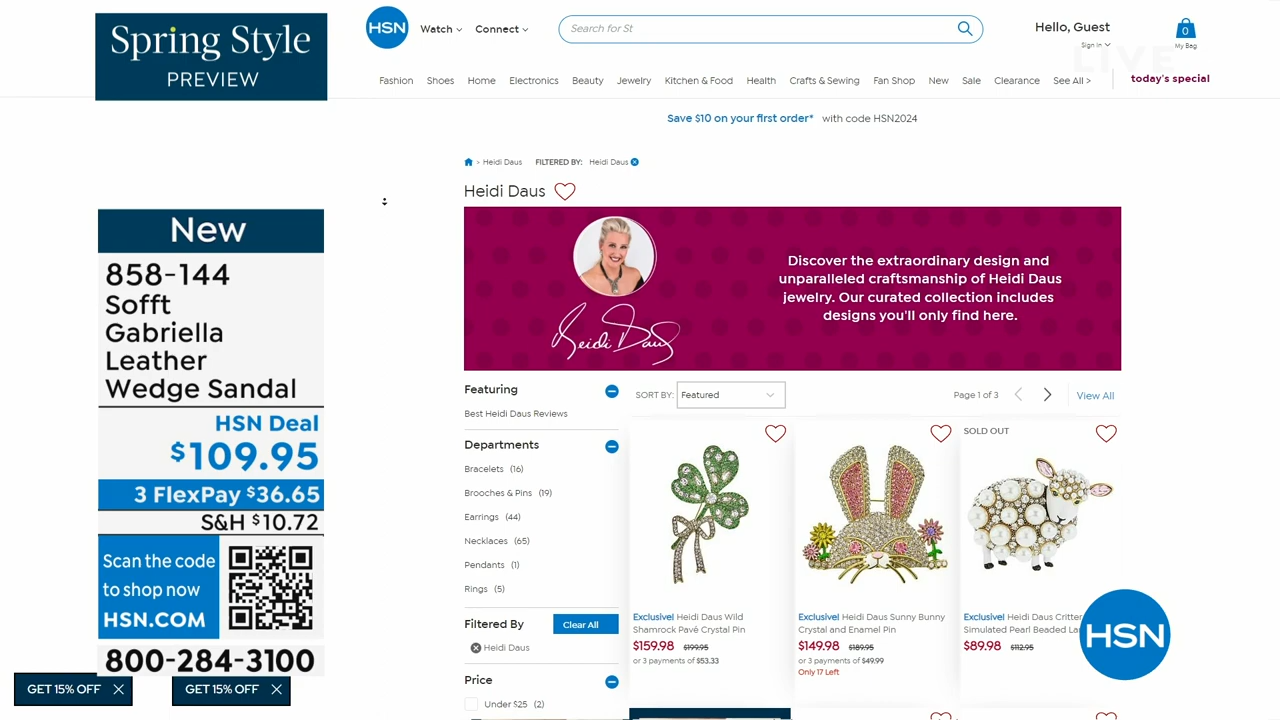 Spring Style
PREVIEW
HSN
Watch
Connect
Search for St
Hello, Guest
Sign In
0
My Bag
LIVE
Fashion Shoes Home Electronics Beauty Jewelry Kitchen & Food Health Crafts & Sewing Fan Shop New Sale Clearance See All >
today's special
Save $10 on your first order* with code HSN2024
> Heidi Daus FILTERED BY: Heidi Daus
Heidi Daus
Discover the extraordinary design and
unparalleled craftsmanship of Heidi Daus
jewelry. Our curated collection includes
designs you'll only find here.
Heidi Daus
New
858-144
Sofft
Gabriella
Leather
Wedge Sandal
HSN Deal
$109.95
3 FlexPay $36.65
S&H $10.72
Scan the code
to shop now
HSN.COM
800-284-3100
GET 15% OFF
GET 15% OFF
Featuring
Best Heidi Daus Reviews
Departments
Bracelets (16)
Brooches & Pins (19)
Earrings (44)
Necklaces (65)
Pendants (1)
Rings (5)
Filtered By
Clear All
Heidi Daus
Price
Under $25 (2)
SORT BY: Featured
Page 1 of 3
View All
Exclusive! Heidi Daus Wild
Shamrock Pavé Crystal Pin
$159.98 $199.95
or 3 payments of $53.33
Exclusive! Heidi Daus Sunny Bunny
Crystal and Enamel Pin
$149.98 $189.95
or 3 payments of $49.99
Only 17 Left
SOLD OUT
Exclusive! Heidi Daus Critter
Simulated Pearl Beaded La
$89.98 $112.95
HSN